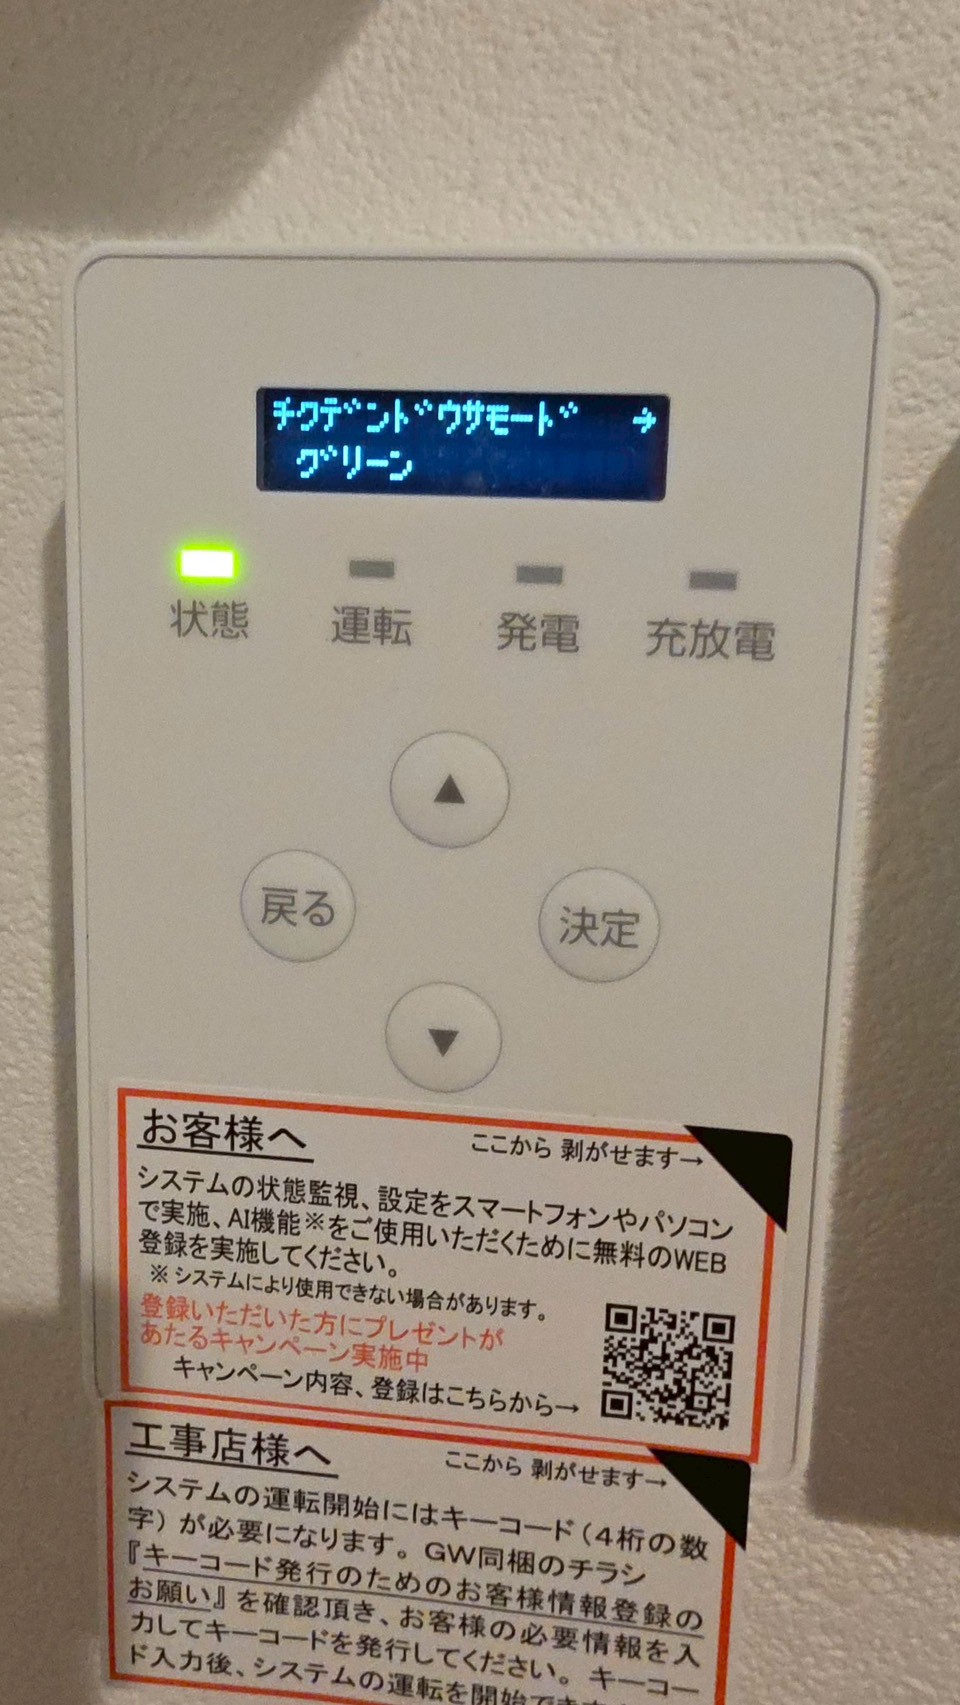 チクデンドウサモード →
グリーン
状態 運転 発電 充放電
▲
戻る 決定
▼
お客様へ ここから 剥がせます→
システムの状態監視、設定をスマートフォンやパソコン
で実施、AI機能※をご使用いただくために無料のWEB
登録を実施してください。
※ システムにより使用できない場合があります。
登録いただいた方にプレゼントが
あたるキャンペーン実施中
キャンペーン内容、登録はこちらから→
工事店様へ ここから 剥がせます→
システムの運転開始にはキーコード（４桁の数
字）が必要になります。GW同梱のチラシ
『キーコード発行のためのお客様情報登録の
お願い』を確認頂き、お客様の必要情報を入
力してキーコードを発行してください。キーコー
ド入力後、システムの運転を開始でき